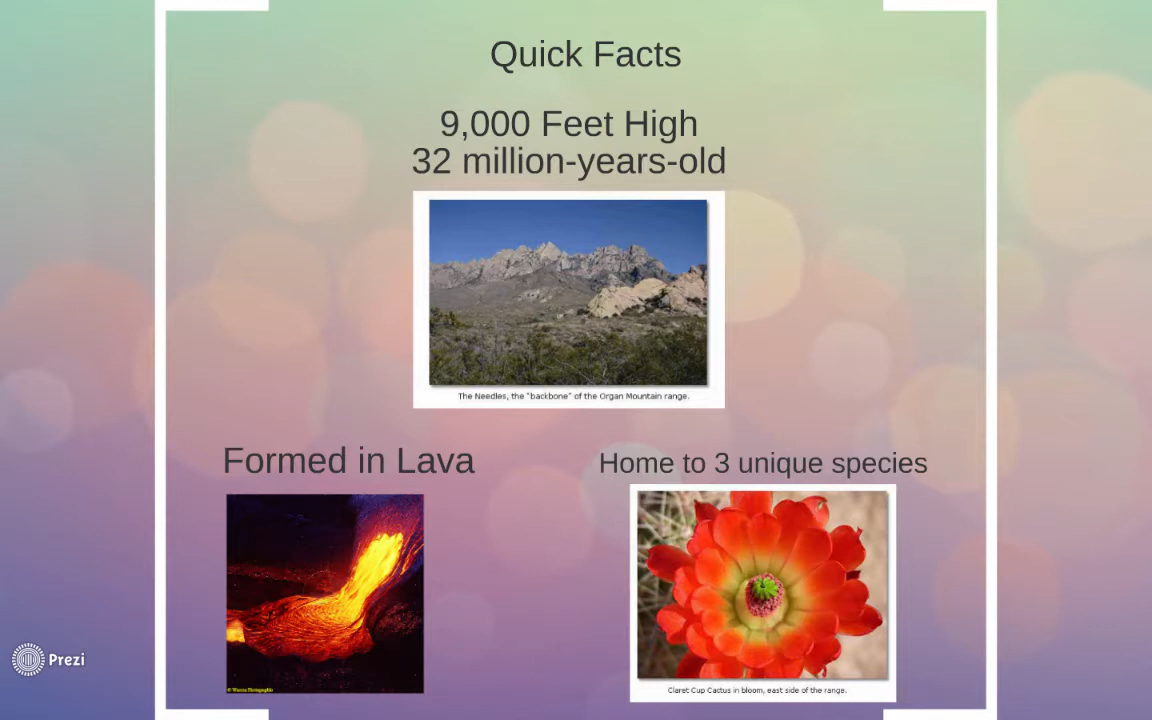 Quick Facts
9,000 Feet High
32 million-years-old
The Needles, the "backbone" of the Organ Mountain range.
Formed in Lava
Home to 3 unique species
Claret Cup Cactus in bloom, east side of the range.
Prezi